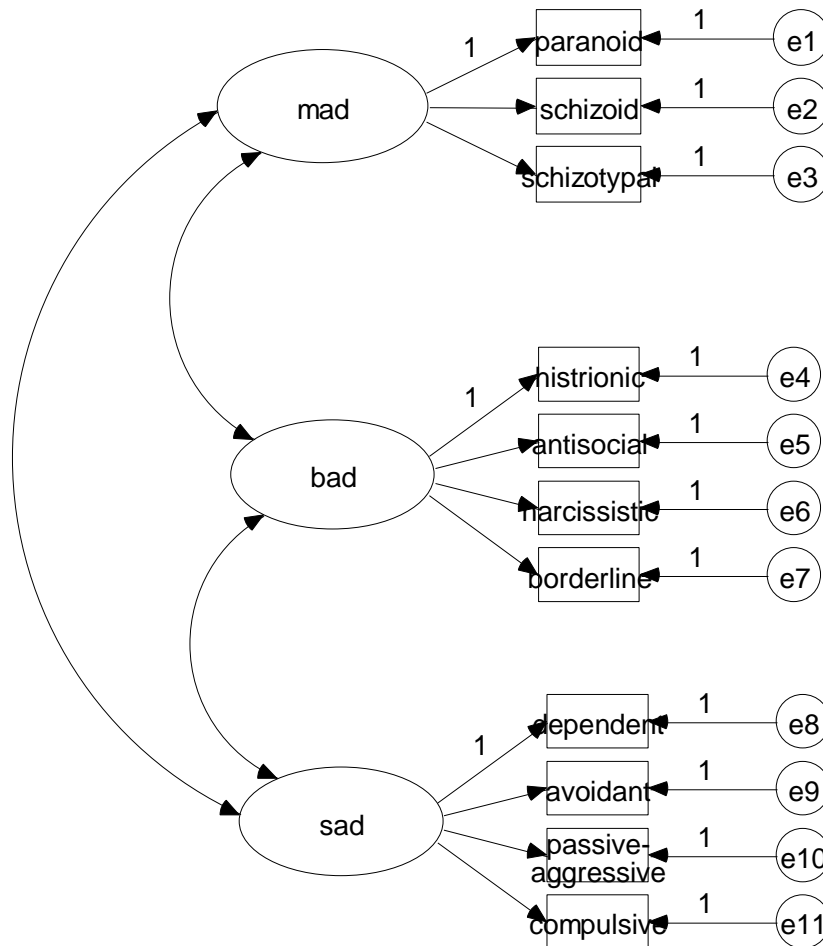 1 paranoid 1 e1
mad
schizoid 1 e2
schizotypal 1 e3
1 histrionic 1 e4
antisocial 1 e5
bad
narcissistic 1 e6
borderline 1 e7
1 dependent 1 e8
avoidant 1 e9
sad
passive-
aggressive 1 e10
compulsive 1 e11